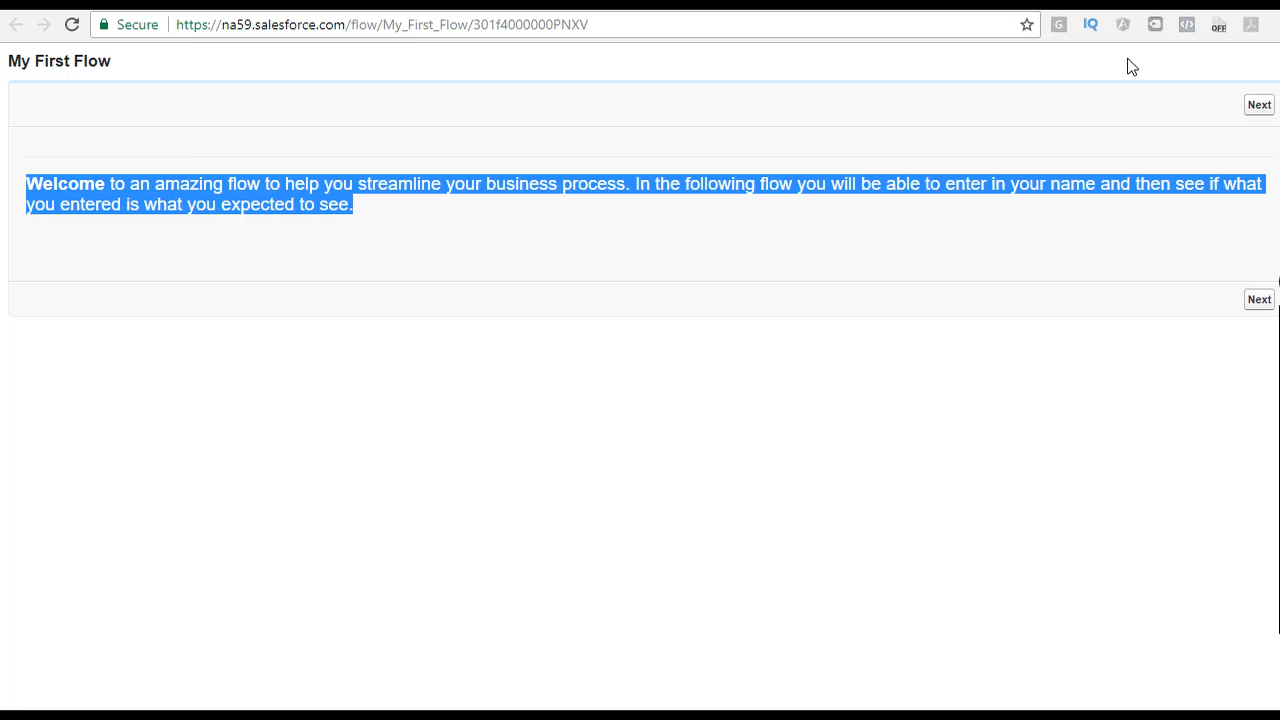 Secure https://na59.salesforce.com/flow/My_First_Flow/301f4000000PNXV G IQ A </> OFF
My First Flow
Next
Welcome to an amazing flow to help you streamline your business process. In the following flow you will be able to enter in your name and then see if what
you entered is what you expected to see.
Next